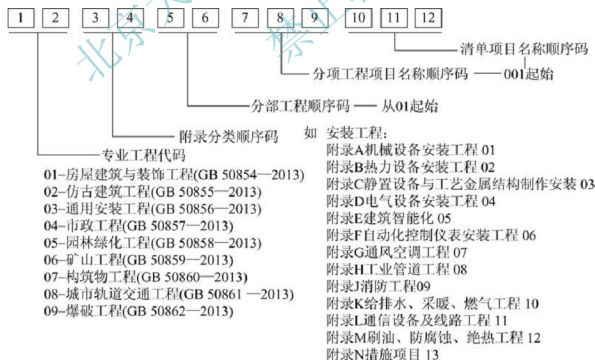 1 2 3 4 5 6 7 8 9 10 11 12
清单项目名称顺序码
分项工程项目名称顺序码——001起始
分部工程顺序码——从01起始
附录分类顺序码
专业工程代码
01–房屋建筑与装饰工程(GB 50854—2013)
02–仿古建筑工程(GB 50855—2013)
03–通用安装工程(GB 50856—2013)
04–市政工程(GB 50857—2013)
05–园林绿化工程(GB 50858—2013)
06–矿山工程(GB 50859—2013)
07–构筑物工程(GB 50860—2013)
08–城市轨道交通工程(GB 50861 —2013)
09–爆破工程(GB 50862—2013)
如 安装工程:
附录A机械设备安装工程 01
附录B热力设备安装工程 02
附录C静置设备与工艺金属结构制作安装 03
附录D电气设备安装工程 04
附录E建筑智能化 05
附录F自动化控制仪表安装工程 06
附录G通风空调工程 07
附录H工业管道工程 08
附录J消防工程09
附录K给排水、采暖、燃气工程 10
附录L通信设备及线路工程 11
附录M刷油、防腐蚀、绝热工程 12
附录N措施项目 13
北京
禁止